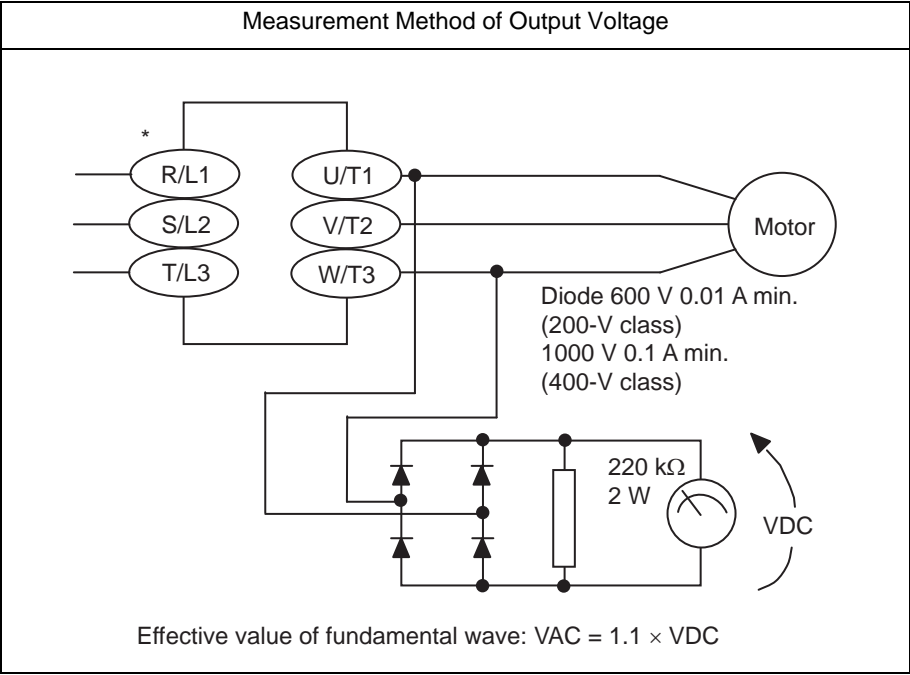 Measurement Method of Output Voltage
*
R/L1
U/T1
S/L2
V/T2
Motor
T/L3
W/T3
Diode 600 V 0.01 A min.
(200-V class)
1000 V 0.1 A min.
(400-V class)
220 kΩ
2 W
VDC
Effective value of fundamental wave: VAC = 1.1 × VDC